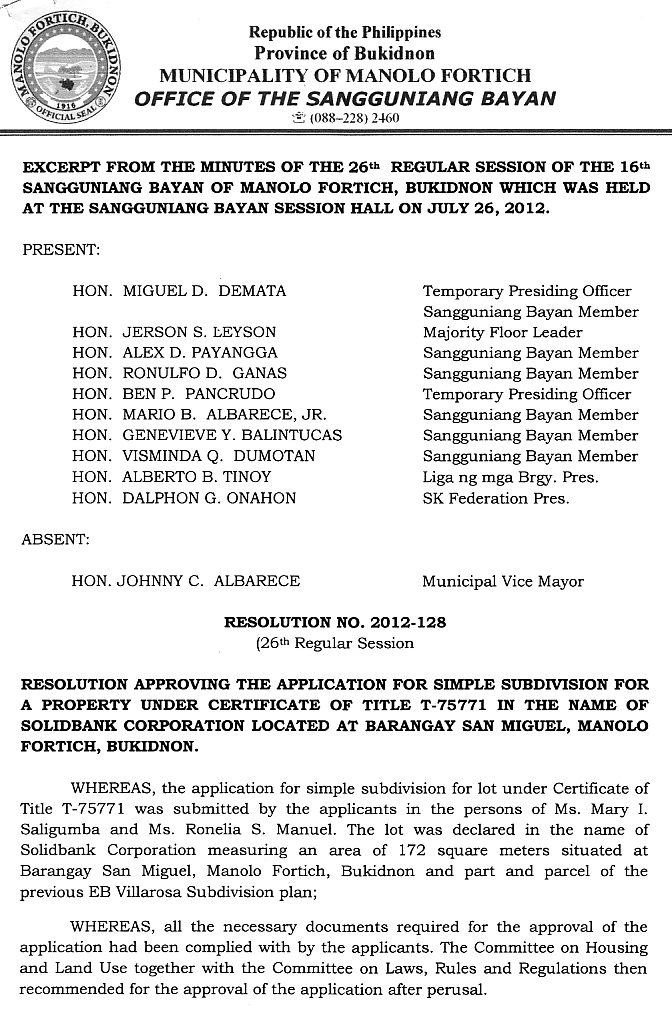 MANOLO FORTICH, BUKIDNON
1916
OFFICIAL SEAL
Republic of the Philippines
Province of Bukidnon
MUNICIPALITY OF MANOLO FORTICH
OFFICE OF THE SANGGUNIANG BAYAN
☏ (088–228) 2460
EXCERPT FROM THE MINUTES OF THE 26th REGULAR SESSION OF THE 16th
SANGGUNIANG BAYAN OF MANOLO FORTICH, BUKIDNON WHICH WAS HELD
AT THE SANGGUNIANG BAYAN SESSION HALL ON JULY 26, 2012.
PRESENT:
HON. MIGUEL D. DEMATA Temporary Presiding Officer
Sangguniang Bayan Member
HON. JERSON S. LEYSON Majority Floor Leader
HON. ALEX D. PAYANGGA Sangguniang Bayan Member
HON. RONULFO D. GANAS Sangguniang Bayan Member
HON. BEN P. PANCRUDO Temporary Presiding Officer
HON. MARIO B. ALBARECE, JR. Sangguniang Bayan Member
HON. GENEVIEVE Y. BALINTUCAS Sangguniang Bayan Member
HON. VISMINDA Q. DUMOTAN Sangguniang Bayan Member
HON. ALBERTO B. TINOY Liga ng mga Brgy. Pres.
HON. DALPHON G. ONAHON SK Federation Pres.
ABSENT:
HON. JOHNNY C. ALBARECE Municipal Vice Mayor
RESOLUTION NO. 2012-128
(26th Regular Session
RESOLUTION APPROVING THE APPLICATION FOR SIMPLE SUBDIVISION FOR
A PROPERTY UNDER CERTIFICATE OF TITLE T-75771 IN THE NAME OF
SOLIDBANK CORPORATION LOCATED AT BARANGAY SAN MIGUEL, MANOLO
FORTICH, BUKIDNON.
WHEREAS, the application for simple subdivision for lot under Certificate of
Title T-75771 was submitted by the applicants in the persons of Ms. Mary I.
Saligumba and Ms. Ronelia S. Manuel. The lot was declared in the name of
Solidbank Corporation measuring an area of 172 square meters situated at
Barangay San Miguel, Manolo Fortich, Bukidnon and part and parcel of the
previous EB Villarosa Subdivision plan;
WHEREAS, all the necessary documents required for the approval of the
application had been complied with by the applicants. The Committee on Housing
and Land Use together with the Committee on Laws, Rules and Regulations then
recommended for the approval of the application after perusal.